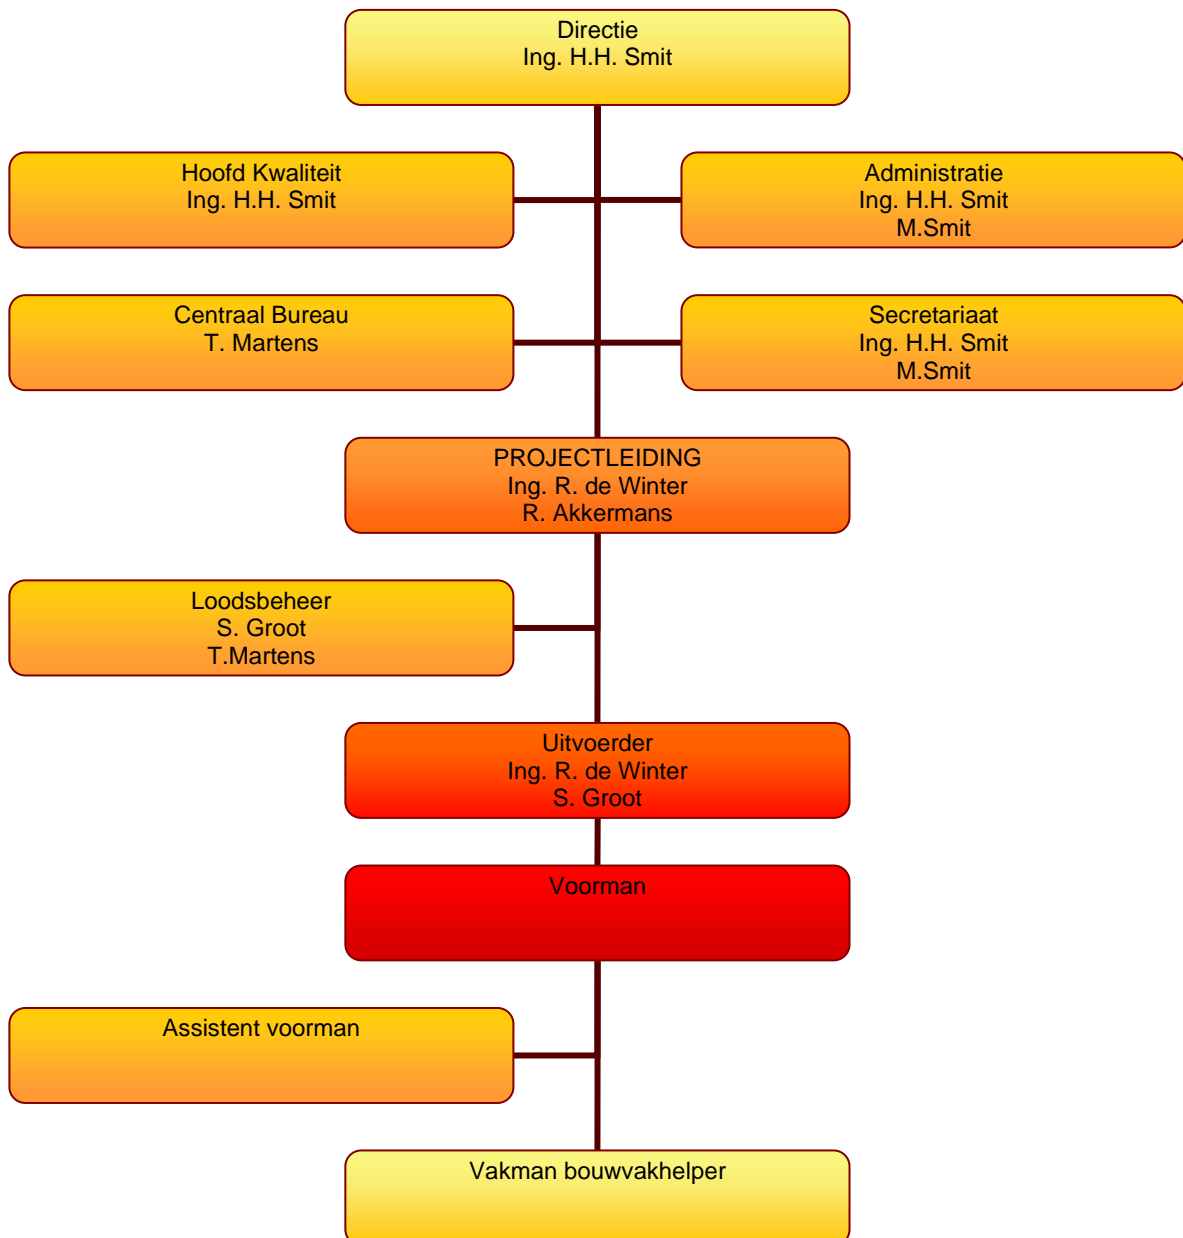 Directie
Ing. H.H. Smit
Hoofd Kwaliteit
Ing. H.H. Smit
Administratie
Ing. H.H. Smit
M.Smit
Centraal Bureau
T. Martens
Secretariaat
Ing. H.H. Smit
M.Smit
PROJECTLEIDING
Ing. R. de Winter
R. Akkermans
Loodsbeheer
S. Groot
T.Martens
Uitvoerder
Ing. R. de Winter
S. Groot
Voorman
Assistent voorman
Vakman bouwvakhelper